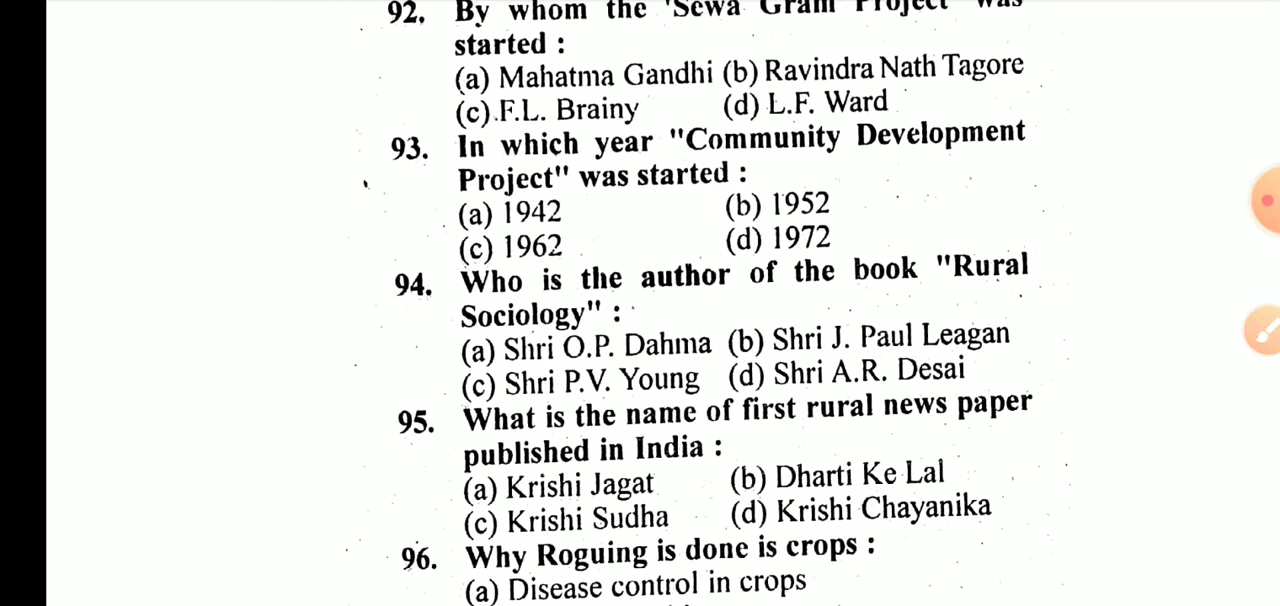 92. By whom the 'Sewa Gram Project' was
started :
(a) Mahatma Gandhi (b) Ravindra Nath Tagore
(c) F.L. Brainy (d) L.F. Ward
93. In which year "Community Development
Project" was started :
(a) 1942 (b) 1952
(c) 1962 (d) 1972
94. Who is the author of the book "Rural
Sociology" :
(a) Shri O.P. Dahma (b) Shri J. Paul Leagan
(c) Shri P.V. Young (d) Shri A.R. Desai
95. What is the name of first rural news paper
published in India :
(a) Krishi Jagat (b) Dharti Ke Lal
(c) Krishi Sudha (d) Krishi Chayanika
96. Why Roguing is done is crops :
(a) Disease control in crops